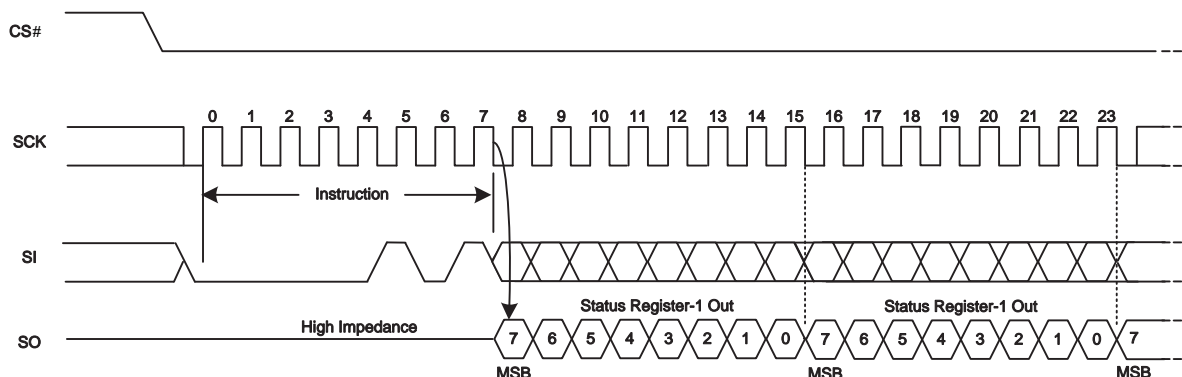 CS#
0 1 2 3 4 5 6 7 8 9 10 11 12 13 14 15 16 17 18 19 20 21 22 23
SCK
Instruction
SI
Status Register-1 Out Status Register-1 Out
High Impedance
SO 7 6 5 4 3 2 1 0 7 6 5 4 3 2 1 0 7
MSB MSB MSB